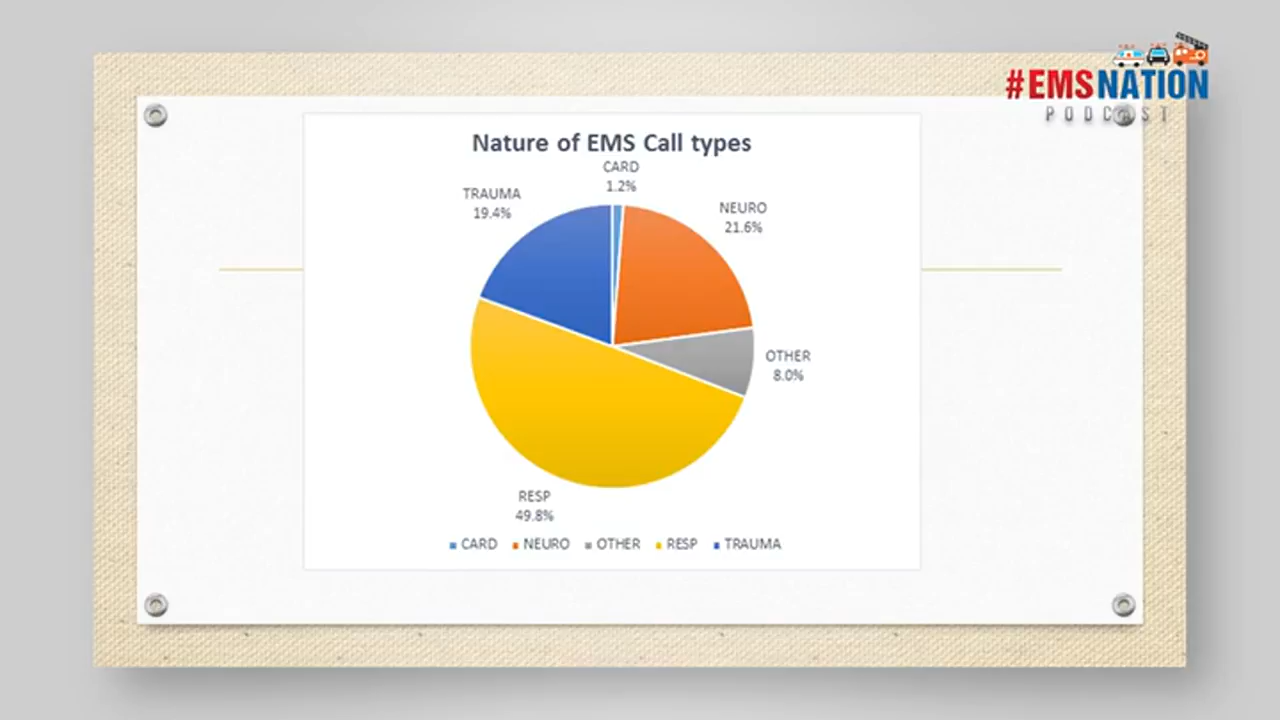 #EMSNATION
PODCAST
Nature of EMS Call types
CARD
1.2%
TRAUMA
19.4%
NEURO
21.6%
OTHER
8.0%
RESP
49.8%
CARD NEURO OTHER RESP TRAUMA